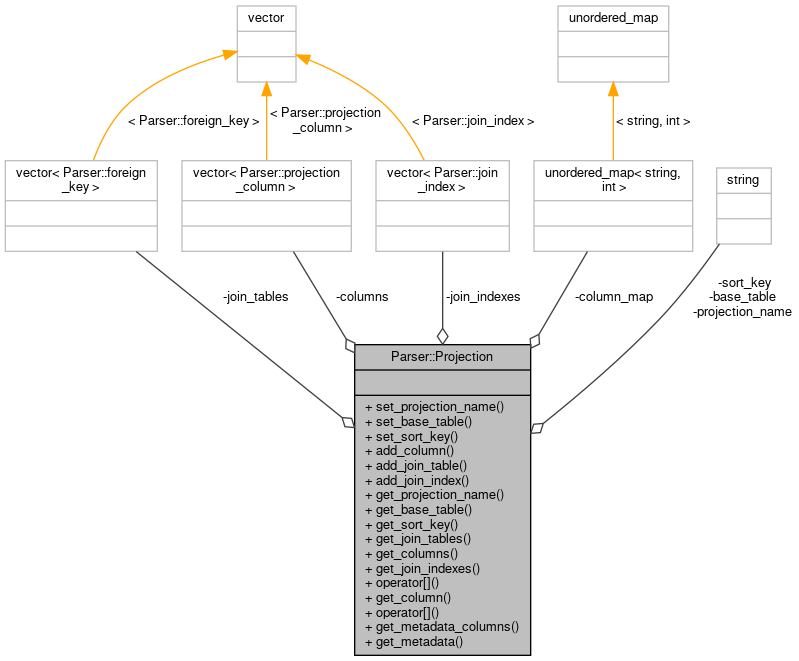 vector
unordered_map
< Parser::foreign_key >
< Parser::projection
_column >
< Parser::join_index >
< string, int >
vector< Parser::foreign
_key >
vector< Parser::projection
_column >
vector< Parser::join
_index >
unordered_map< string,
int >
string
-join_tables
-columns
-join_indexes
-column_map
-sort_key
-base_table
-projection_name
Parser::Projection
+ set_projection_name()
+ set_base_table()
+ set_sort_key()
+ add_column()
+ add_join_table()
+ add_join_index()
+ get_projection_name()
+ get_base_table()
+ get_sort_key()
+ get_join_tables()
+ get_columns()
+ get_join_indexes()
+ operator[]()
+ get_column()
+ operator[]()
+ get_metadata_columns()
+ get_metadata()